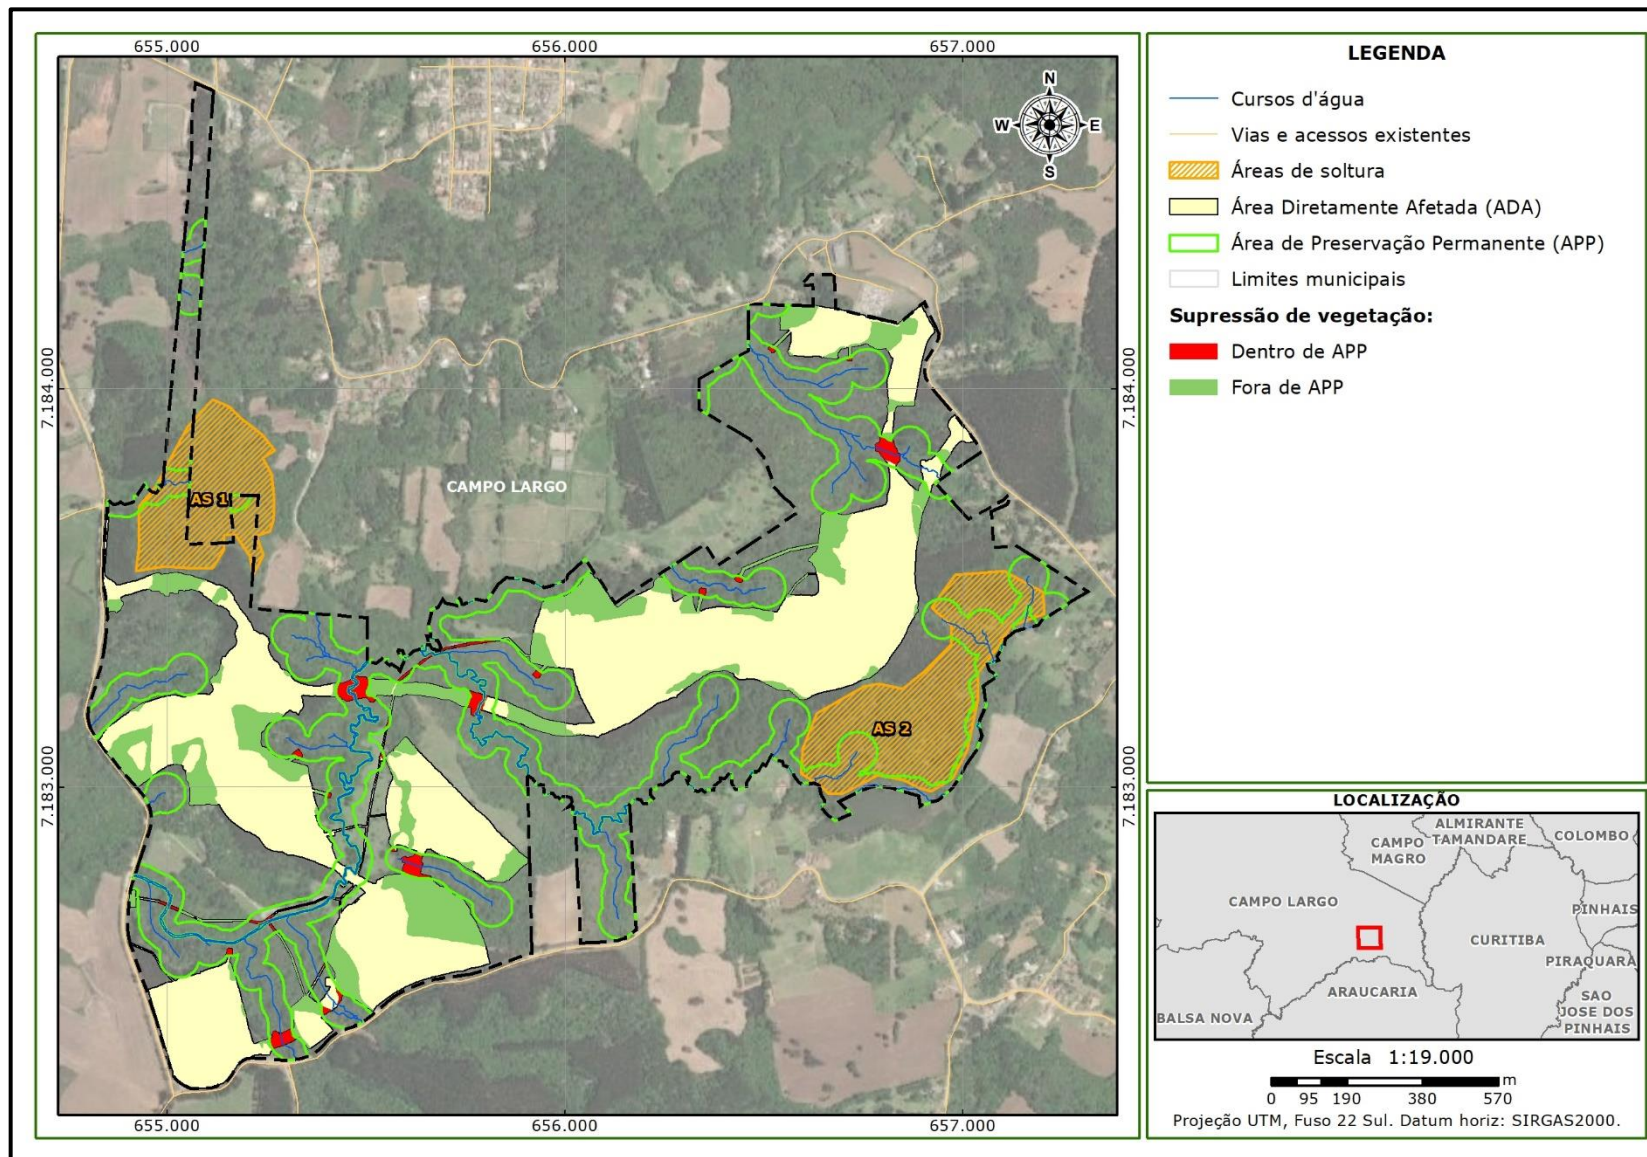 655.000
656.000
657.000
N
W
E
S
7.184.000
7.184.000
AS 1
CAMPO LARGO
AS 2
7.183.000
7.183.000
655.000
656.000
657.000
LEGENDA
Cursos d'água
Vias e acessos existentes
Áreas de soltura
Área Diretamente Afetada (ADA)
Área de Preservação Permanente (APP)
Limites municipais
Supressão de vegetação:
Dentro de APP
Fora de APP
LOCALIZAÇÃO
ALMIRANTE
TAMANDARE
COLOMBO
CAMPO
MAGRO
CAMPO LARGO
PINHAIS
CURITIBA
PIRAQUARA
ARAUCARIA
SAO
JOSE DOS
PINHAIS
BALSA NOVA
Escala 1:19.000
m
0 95 190 380 570
Projeção UTM, Fuso 22 Sul. Datum horiz: SIRGAS2000.